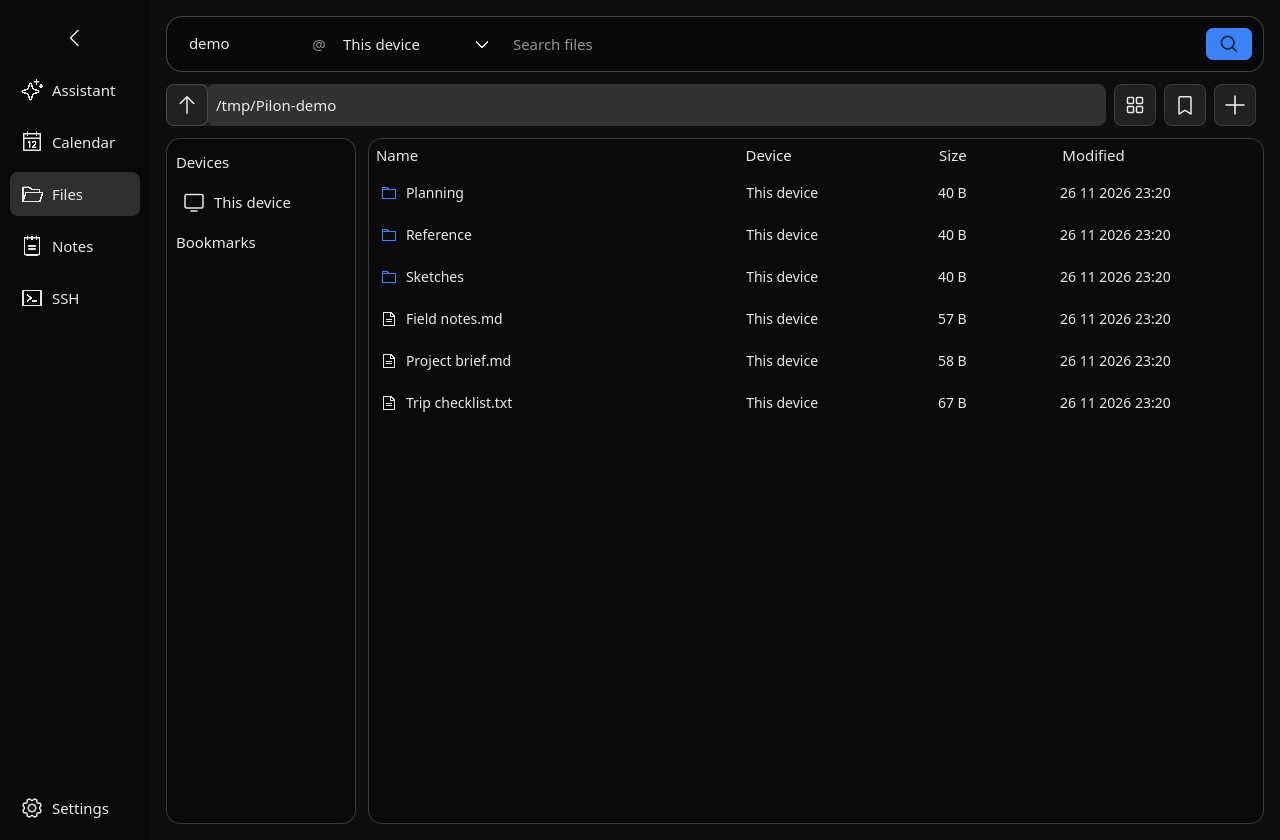 Assistant
12
Calendar
Files
Notes
SSH
Settings
demo @ This device Search files
/tmp/Pilon-demo
Devices
This device
Bookmarks
Name Device Size Modified
Planning This device 40 B 26 11 2026 23:20
Reference This device 40 B 26 11 2026 23:20
Sketches This device 40 B 26 11 2026 23:20
Field notes.md This device 57 B 26 11 2026 23:20
Project brief.md This device 58 B 26 11 2026 23:20
Trip checklist.txt This device 67 B 26 11 2026 23:20